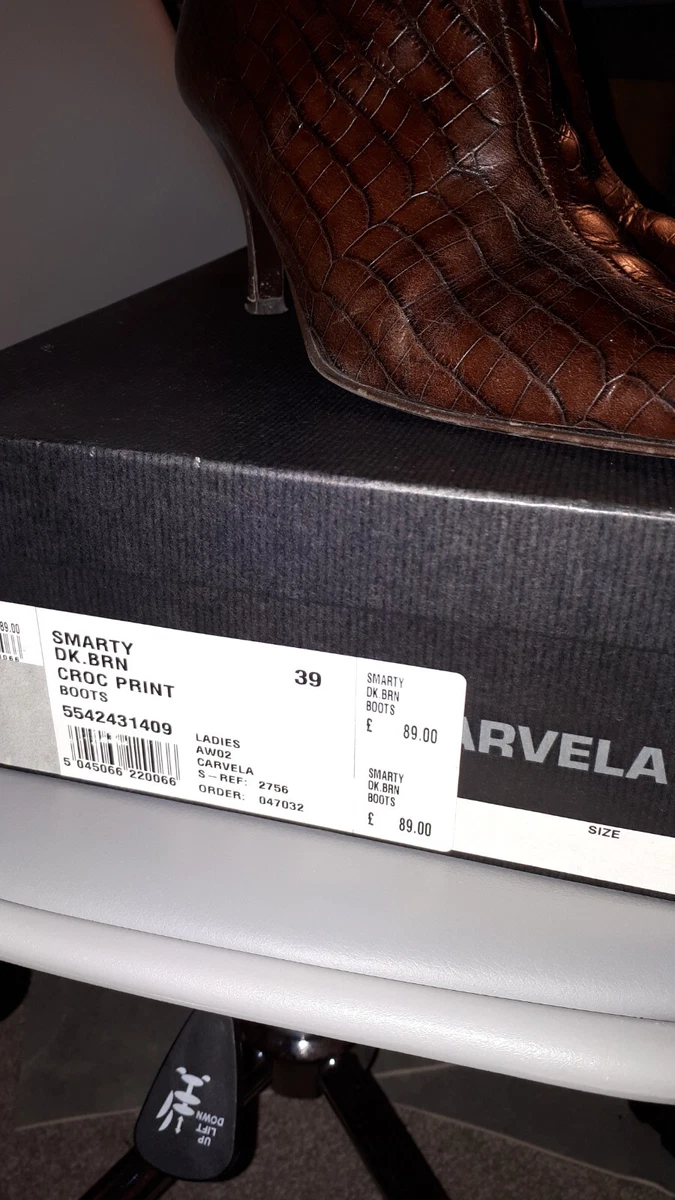 89.00
SMARTY
DK.BRN
CROC PRINT
BOOTS
39
5542431409
5 045066 220066
LADIES
AW02
CARVELA
S-REF: 2756
ORDER: 047032
SMARTY
DK.BRN
BOOTS
£ 89.00
SMARTY
DK.BRN
BOOTS
£ 89.00
ARVELA
SIZE
UP
LIFT
DOWN